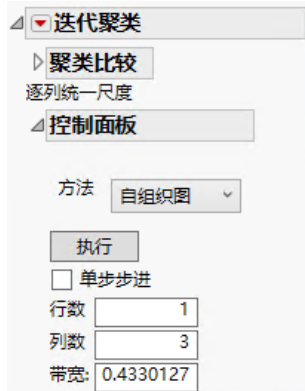 迭代聚类
聚类比较
逐列统一尺度
控制面板
方法 自组织图
执行
单步步进
行数 1
列数 3
带宽: 0.4330127